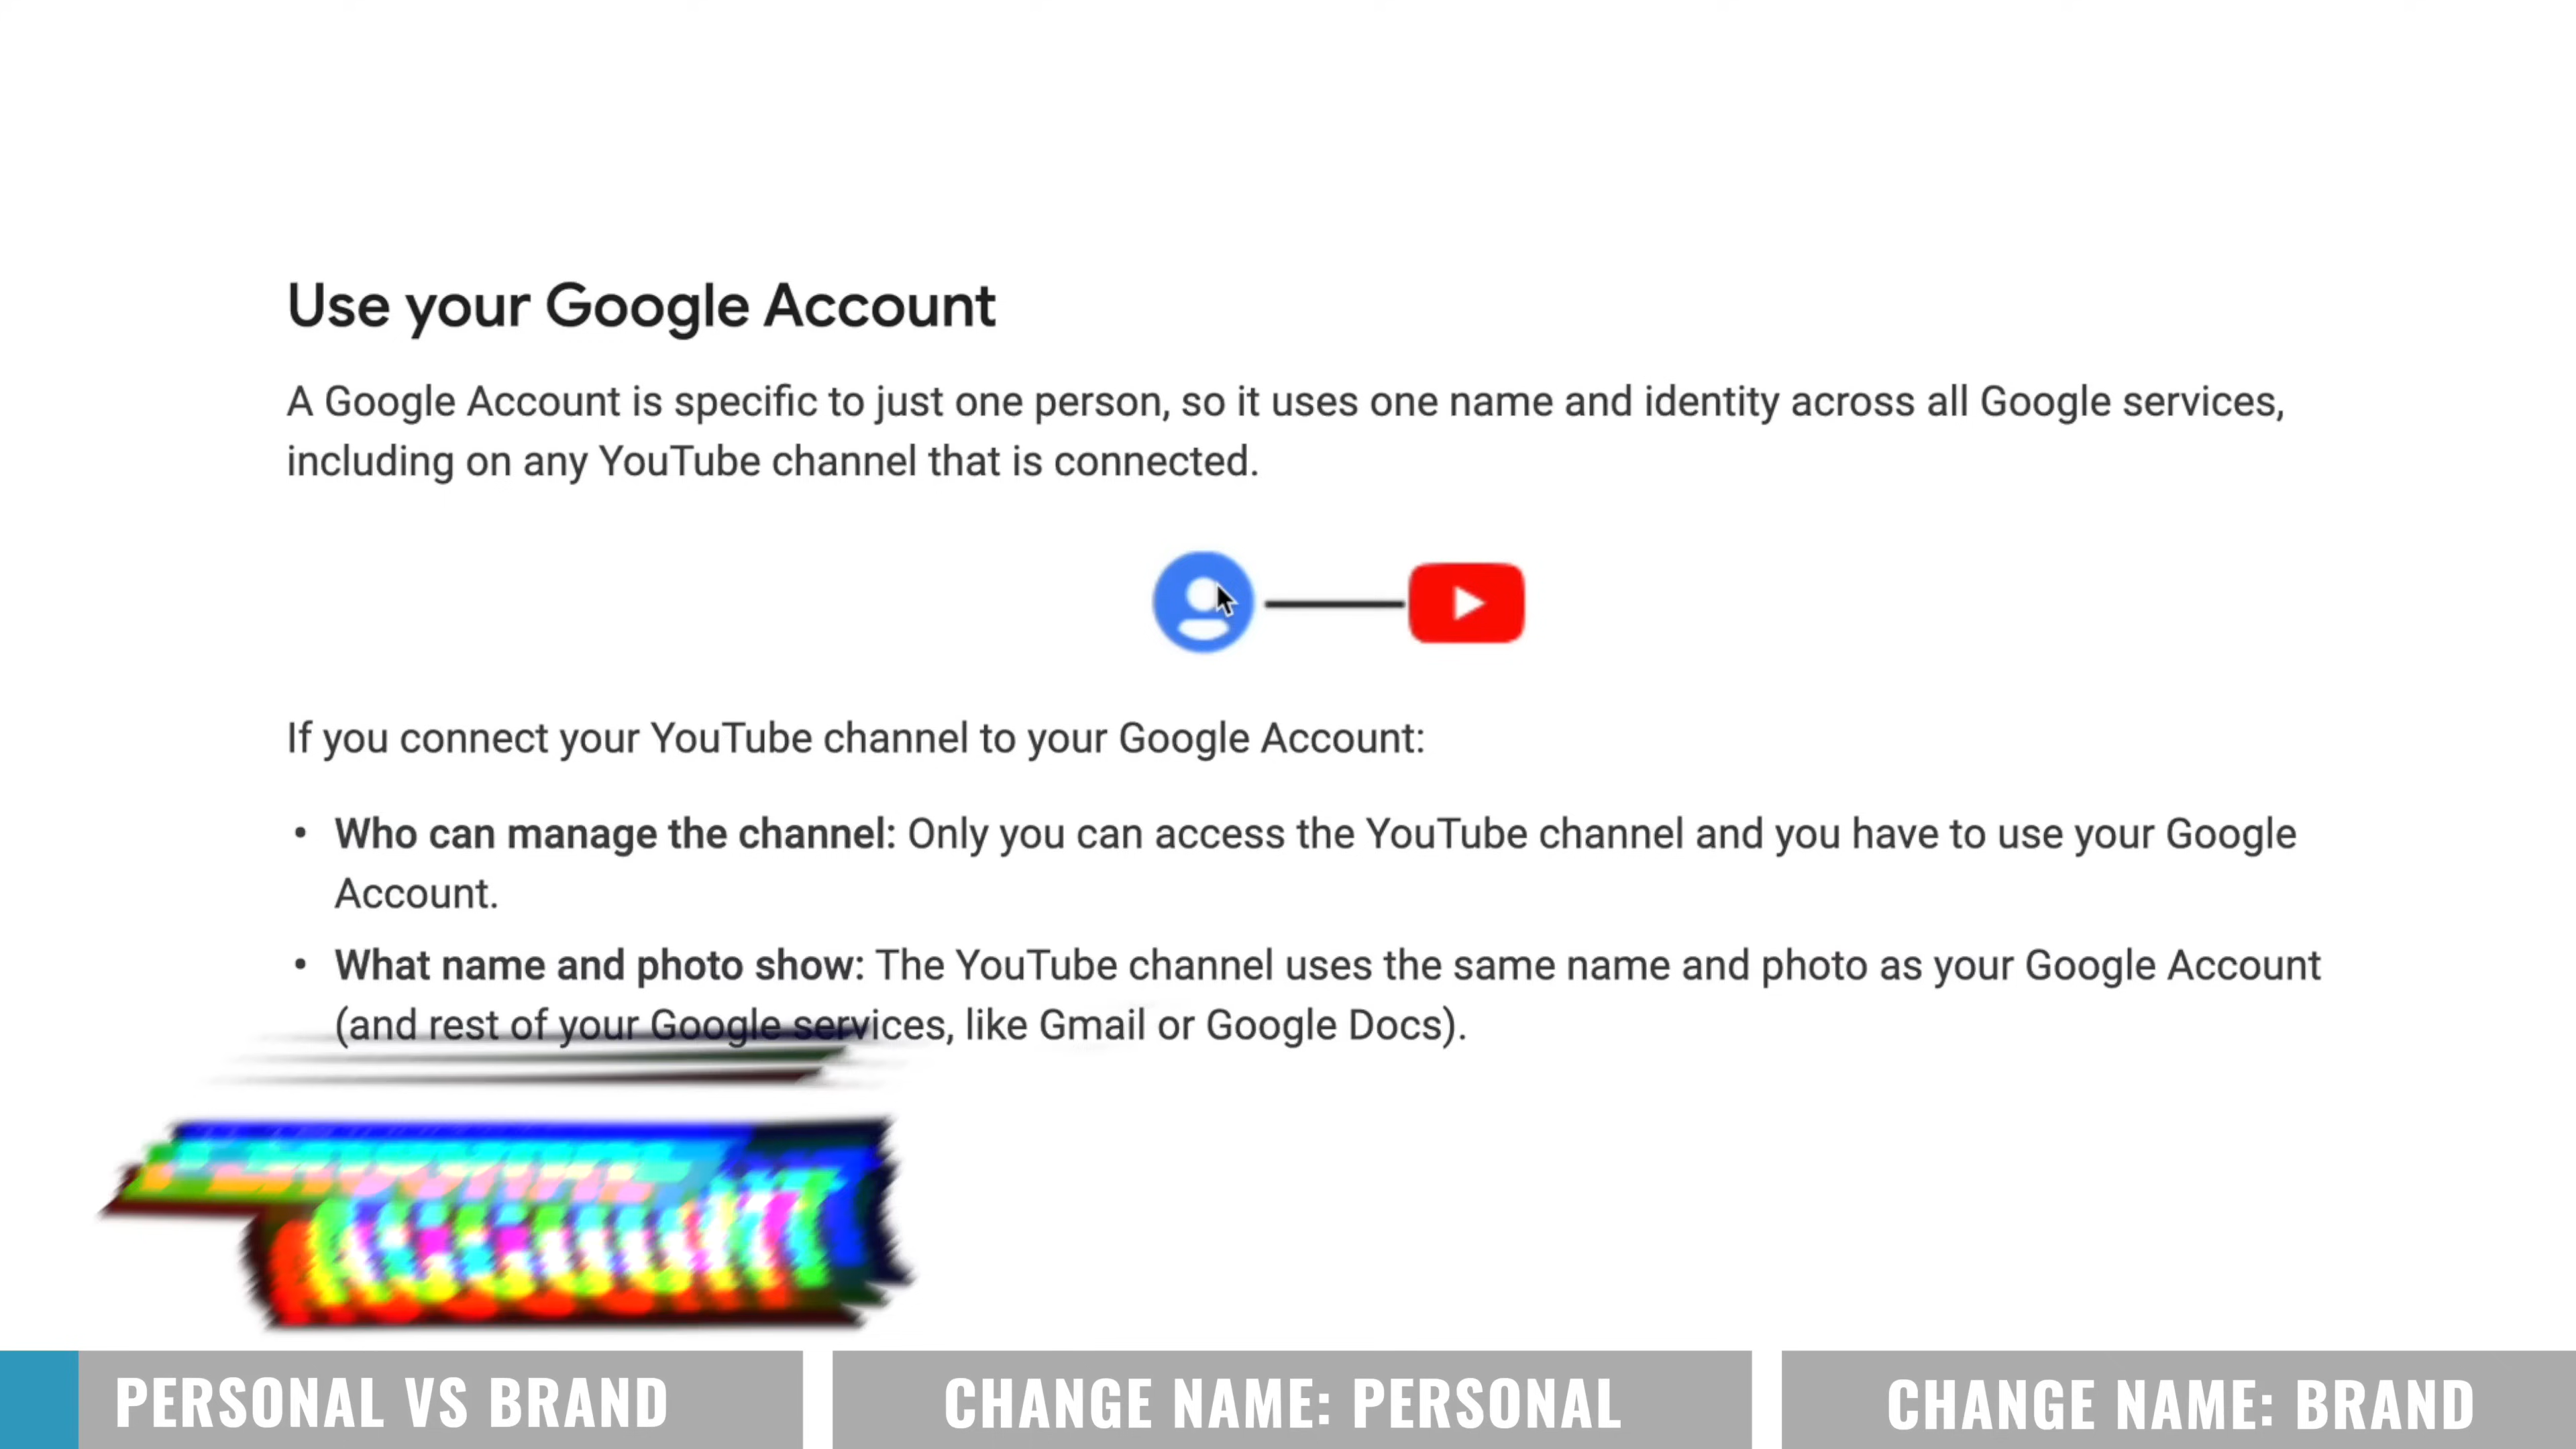 Use your Google Account
A Google Account is specific to just one person, so it uses one name and identity across all Google services,
including on any YouTube channel that is connected.
If you connect your YouTube channel to your Google Account:
• Who can manage the channel: Only you can access the YouTube channel and you have to use your Google
Account.
• What name and photo show: The YouTube channel uses the same name and photo as your Google Account
(and rest of your Google services, like Gmail or Google Docs).
PERSONAL VS BRAND
CHANGE NAME: PERSONAL
CHANGE NAME: BRAND